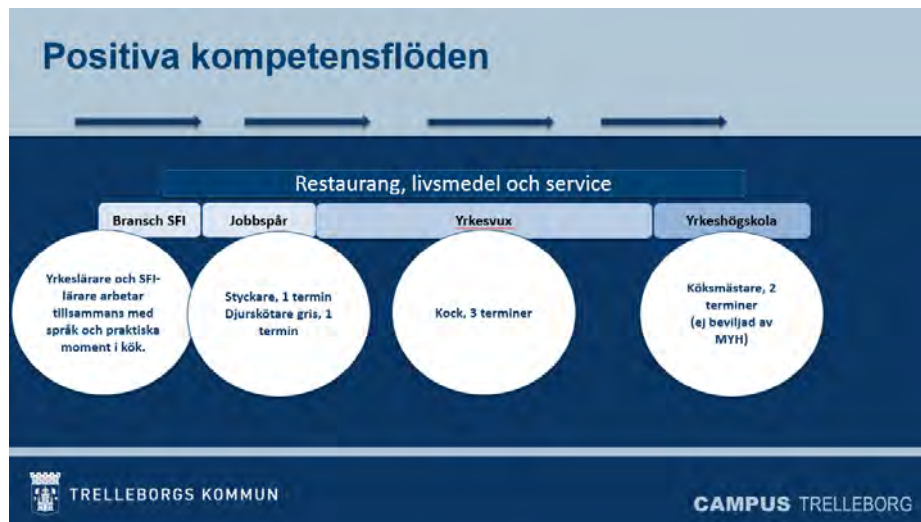 Positiva kompetensflöden
Restaurang, livsmedel och service
Bransch SFI
Jobbspår
Yrkesvux
Yrkeshögskola
Yrkeslärare och SFI-
lärare arbetar
tillsammans med
språk och praktiska
moment i kök.
Styckare, 1 termin
Djurskötare gris, 1
termin
Kock, 3 terminer
Köksmästare, 2
terminer
(ej beviljad av
MYH)
TRELLEBORGS KOMMUN
CAMPUS TRELLEBORG